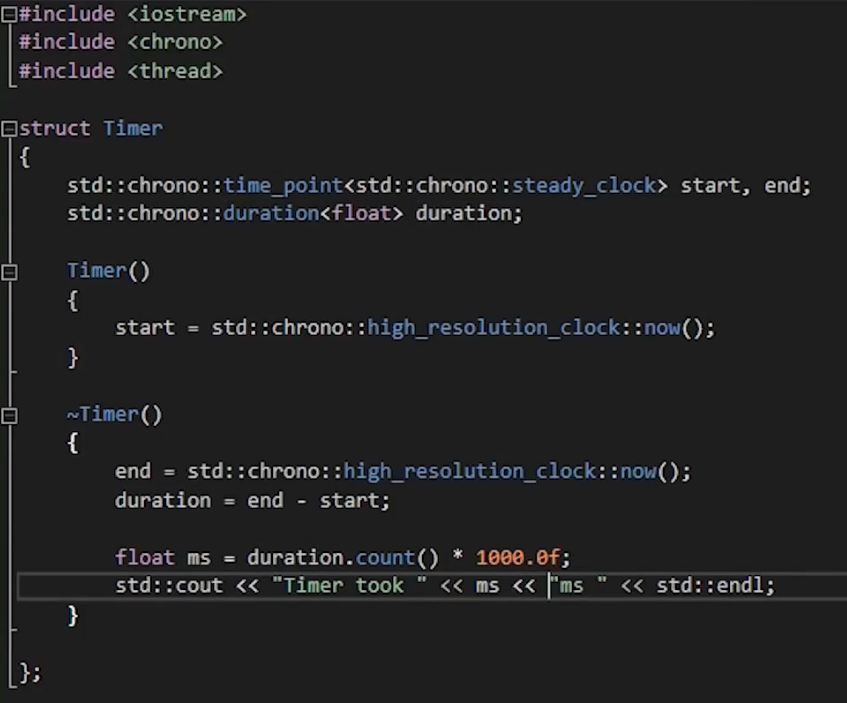 #include <iostream>
#include <chrono>
#include <thread>

struct Timer
{
    std::chrono::time_point<std::chrono::steady_clock> start, end;
    std::chrono::duration<float> duration;

    Timer()
    {
        start = std::chrono::high_resolution_clock::now();
    }

    ~Timer()
    {
        end = std::chrono::high_resolution_clock::now();
        duration = end - start;

        float ms = duration.count() * 1000.0f;
        std::cout << "Timer took " << ms << "ms " << std::endl;
    }

};